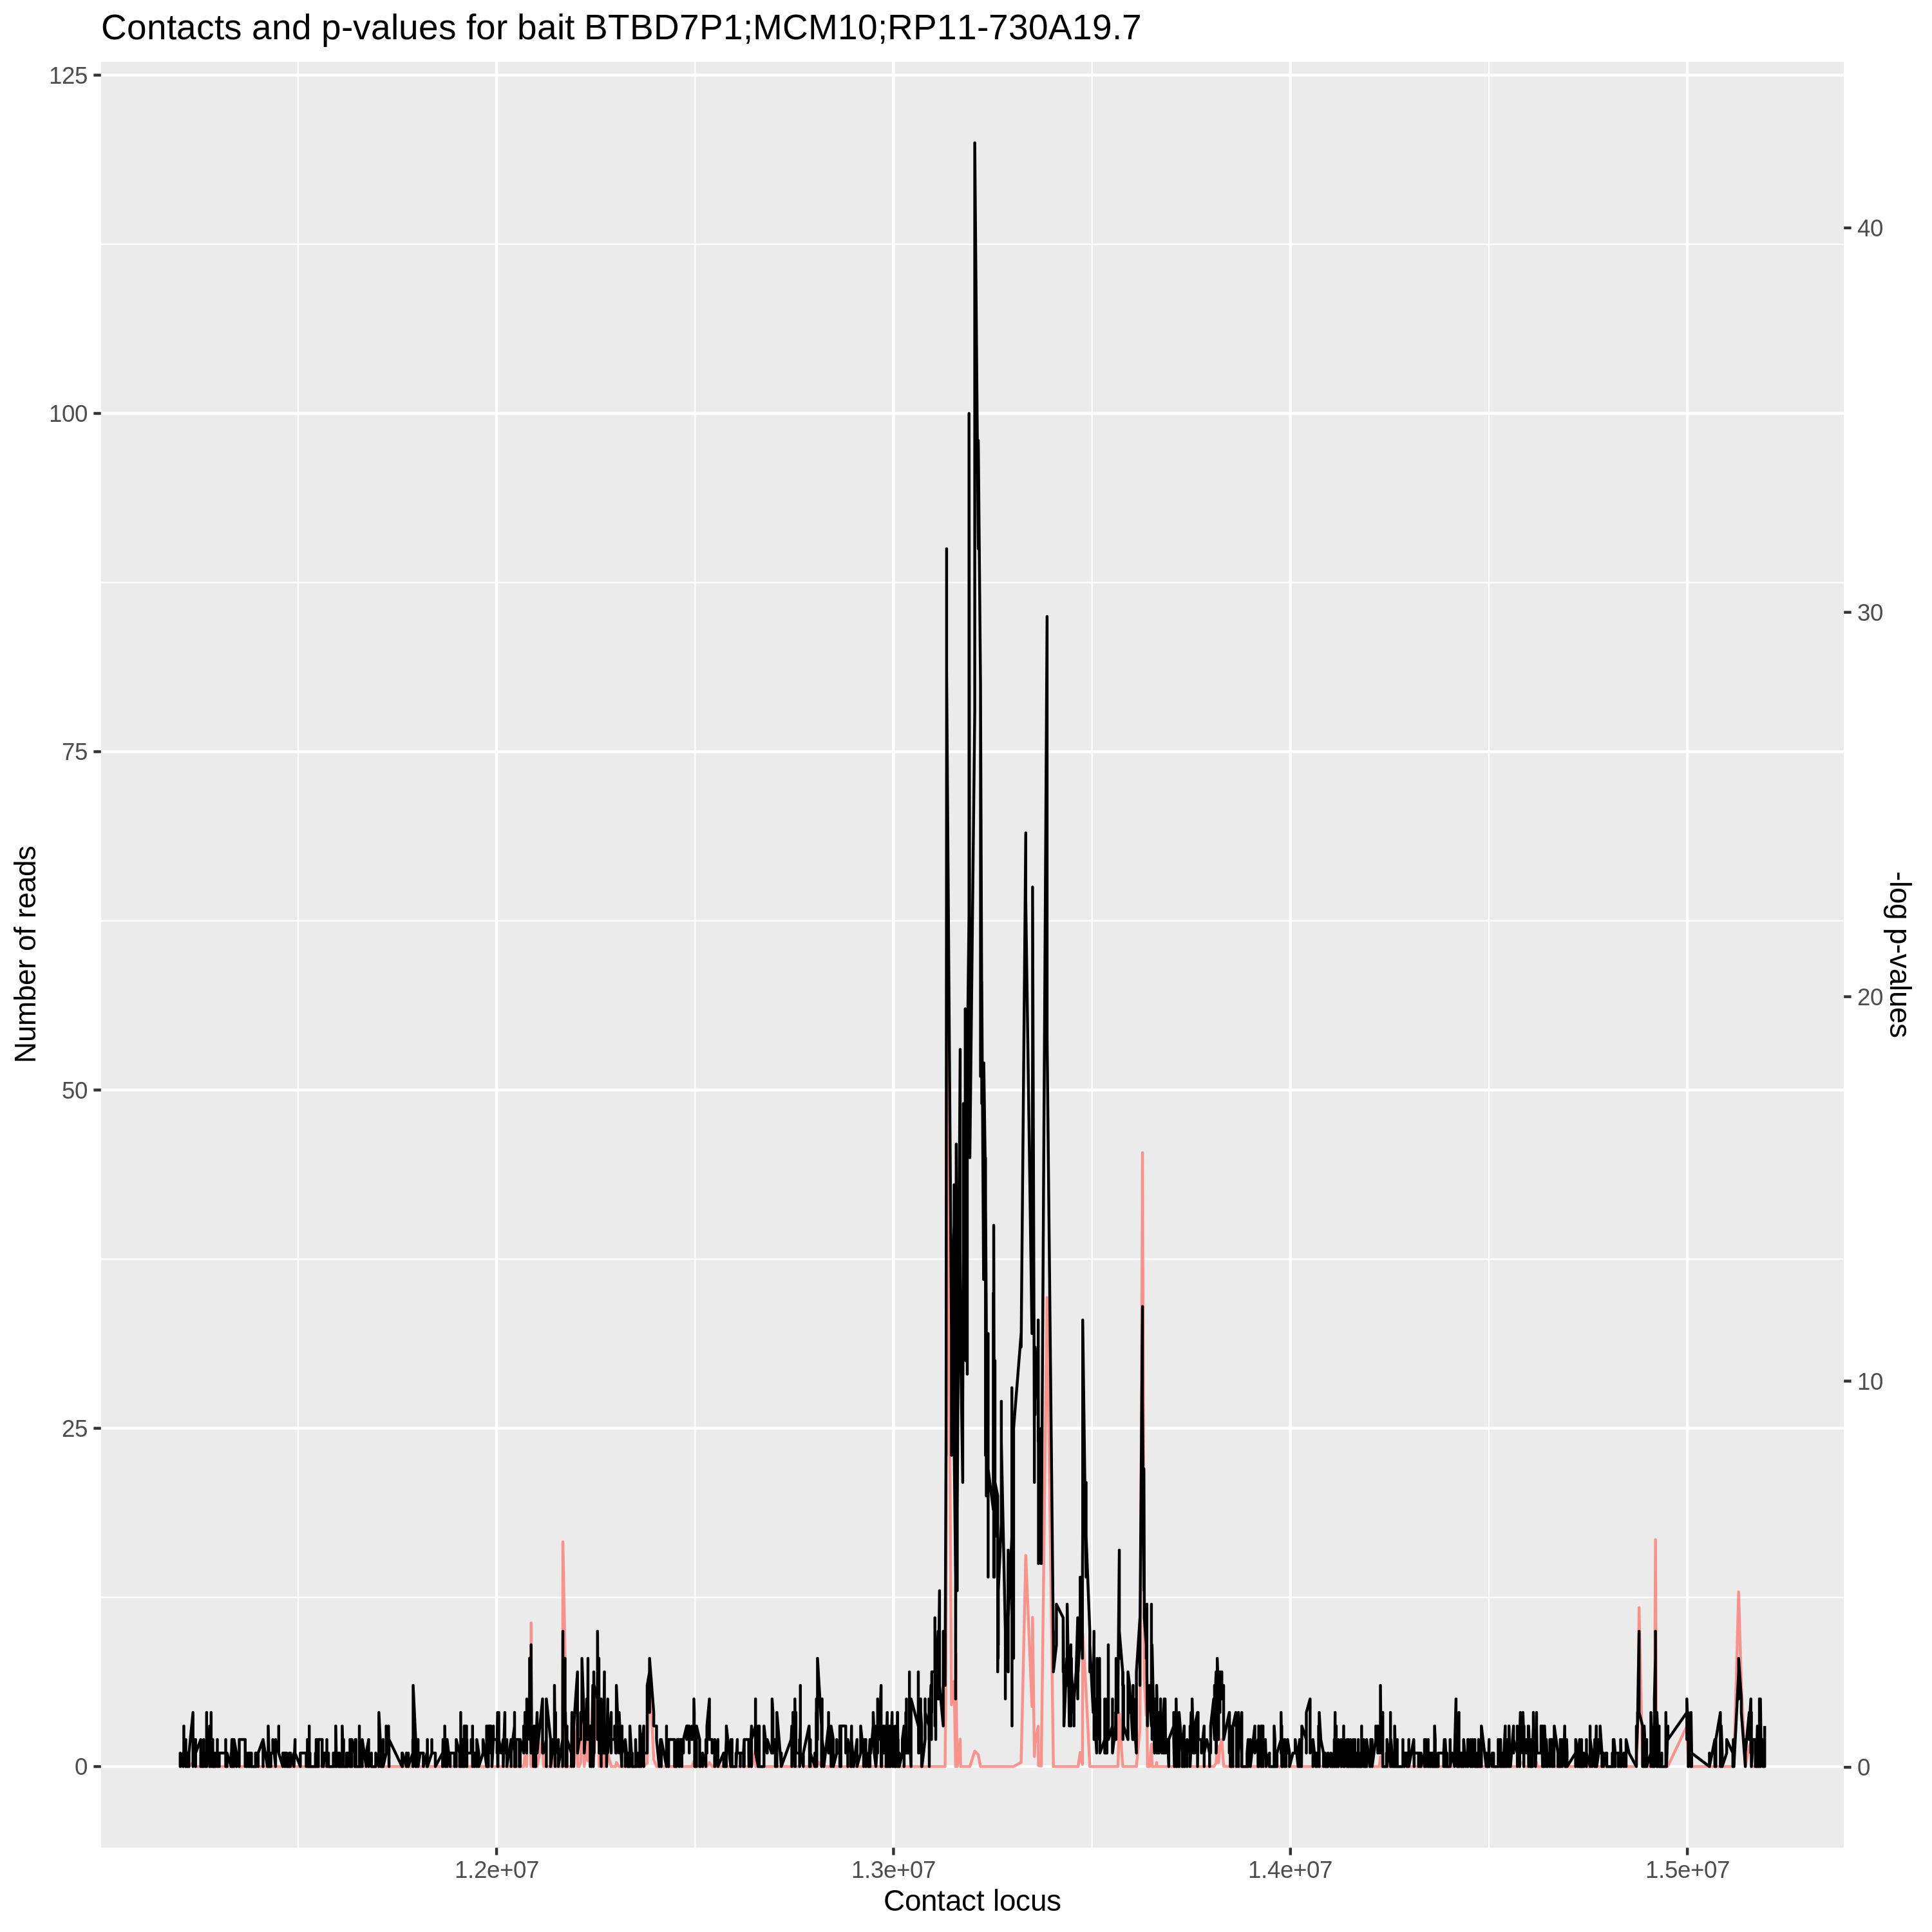 Contacts and p-values for bait BTBD7P1;MCM10;RP11-730A19.7
125
100
75
50
25
0
Number of reads
40
30
20
10
0
-log p-values
1.2e+07
1.3e+07
1.4e+07
1.5e+07
Contact locus